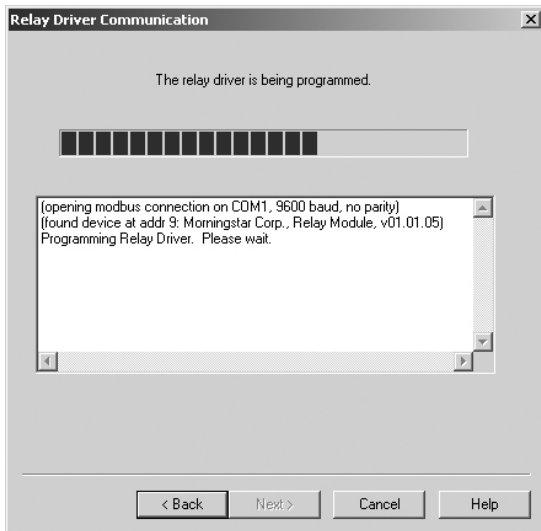 Relay Driver Communication
The relay driver is being programmed.
(opening modbus connection on COM1, 9600 baud, no parity)
(found device at addr 9: Morningstar Corp., Relay Module, v01.01.05)
Programming Relay Driver.  Please wait.
< Back
Next >
Cancel
Help